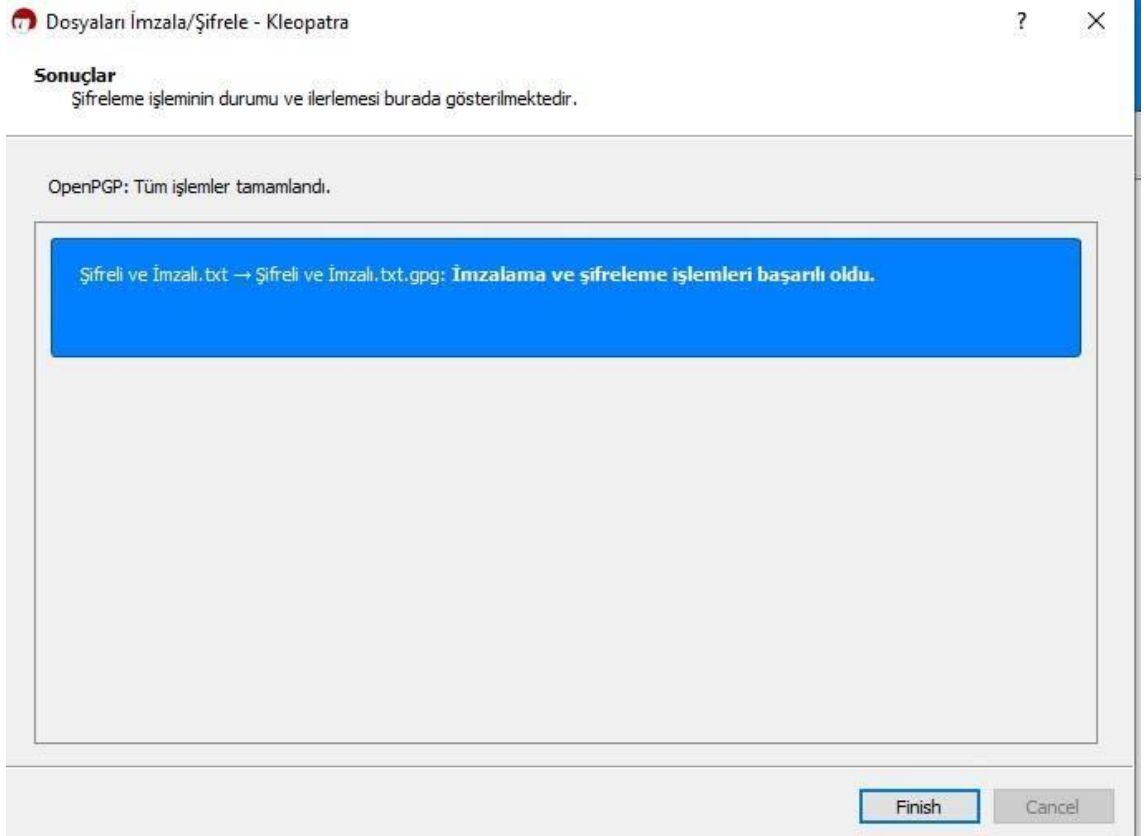 Dosyaları İmzala/Şifrele - Kleopatra
Sonuçlar
Şifreleme işleminin durumu ve ilerlemesi burada gösterilmektedir.
OpenPGP: Tüm işlemler tamamlandı.
Şifreli ve İmzalı.txt → Şifreli ve İmzalı.txt.gpg: İmzalama ve şifreleme işlemleri başarılı oldu.
Finish Cancel